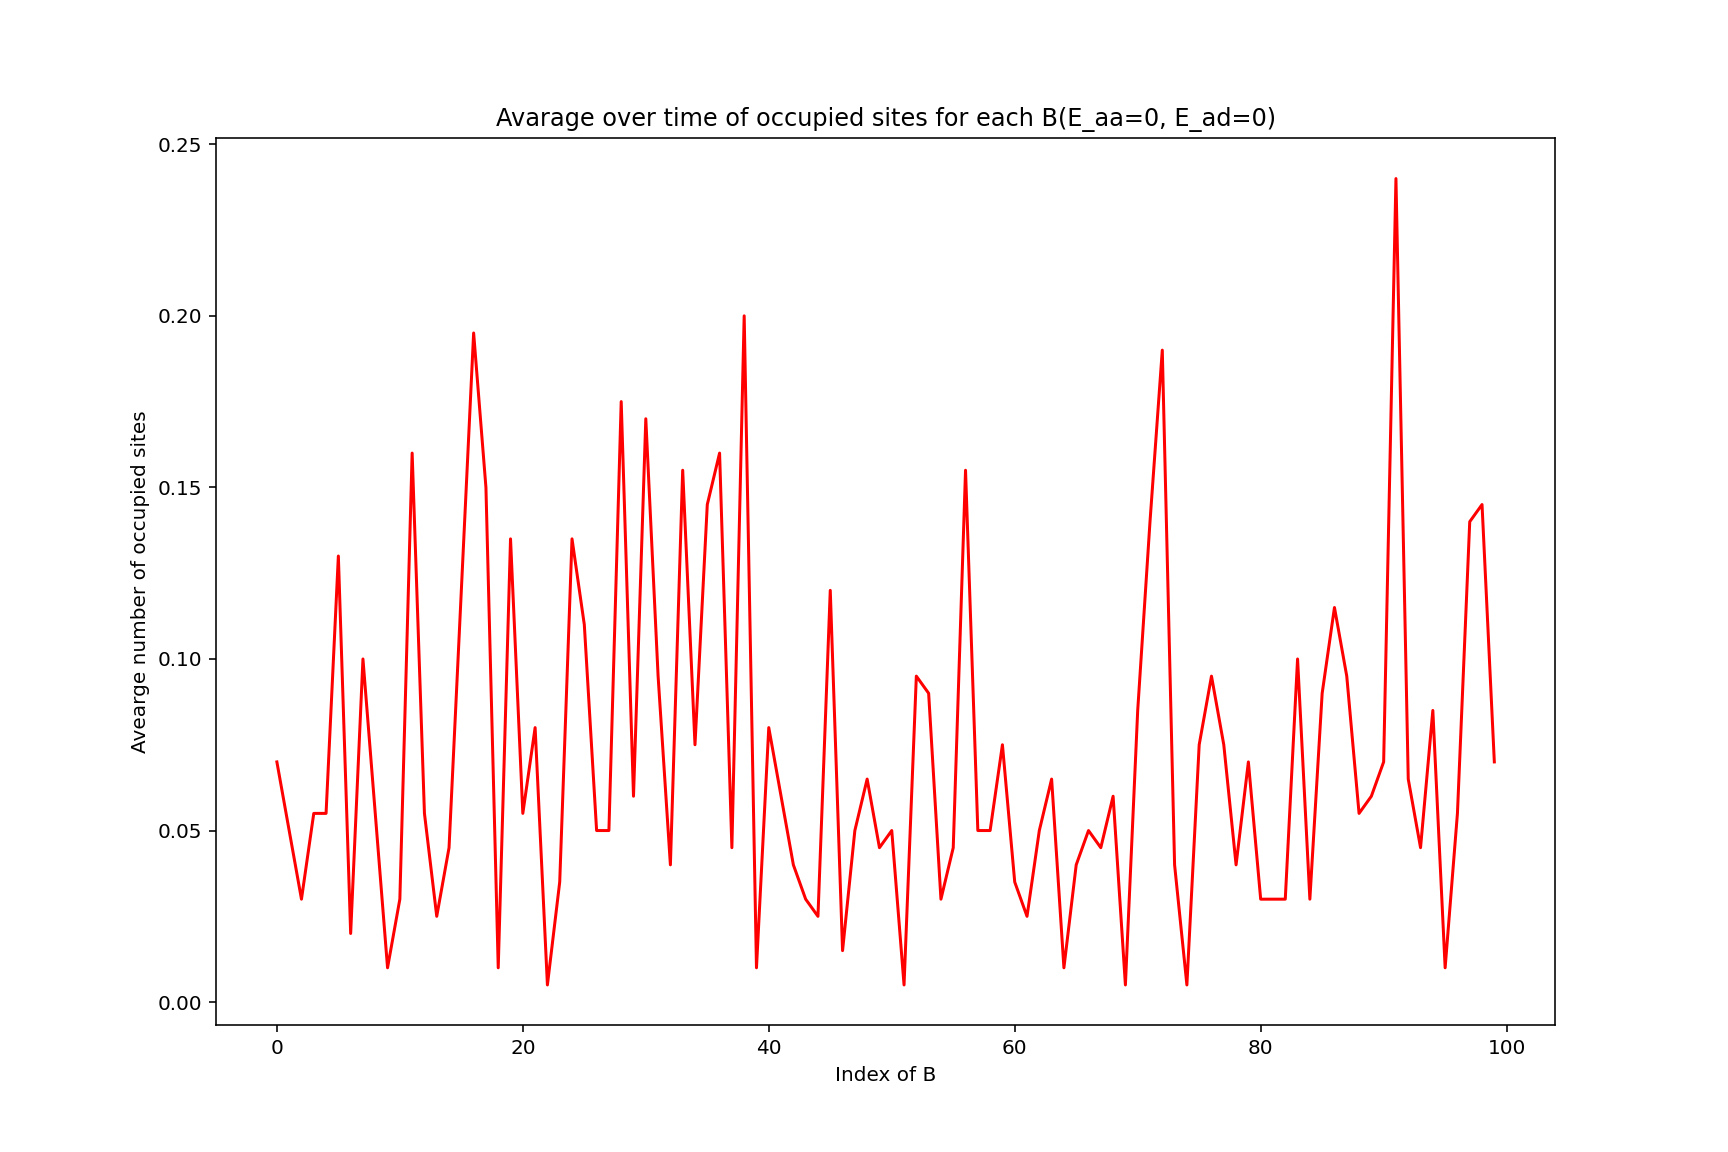 Avarage over time of occupied sites for each B(E_aa=0, E_ad=0)
0.25
0.20
0.15
0.10
0.05
0.00
Avearge number of occupied sites
0 20 40 60 80 100
Index of B